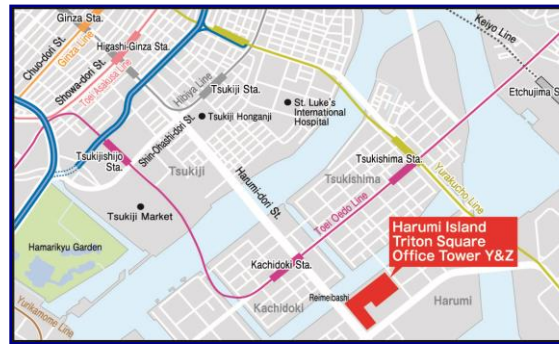 Ginza Sta.
Chuo-dori St.
Ginza Line
Higashi-Ginza Sta.
Showa-dori St.
Toei Asakusa Line
Hibiya Line
Tsukiji Sta.
Tsukiji Honganji
St. Luke's
International
Hospital
Keiyo Line
Etchujima S
Tsukijishijo
Sta.
Shin-Ohashi-dori St.
Tsukiji
Harumi-dori St.
Tsukishima Sta.
Tsukishima
Yurakucho Line
Toei Oedo Line
Tsukiji Market
Hamarikyu Garden
Yurikamome Line
Kachidoki Sta.
Kachidoki
Reimeibashi
Harumi Island
Triton Square
Office Tower Y&Z
Harumi